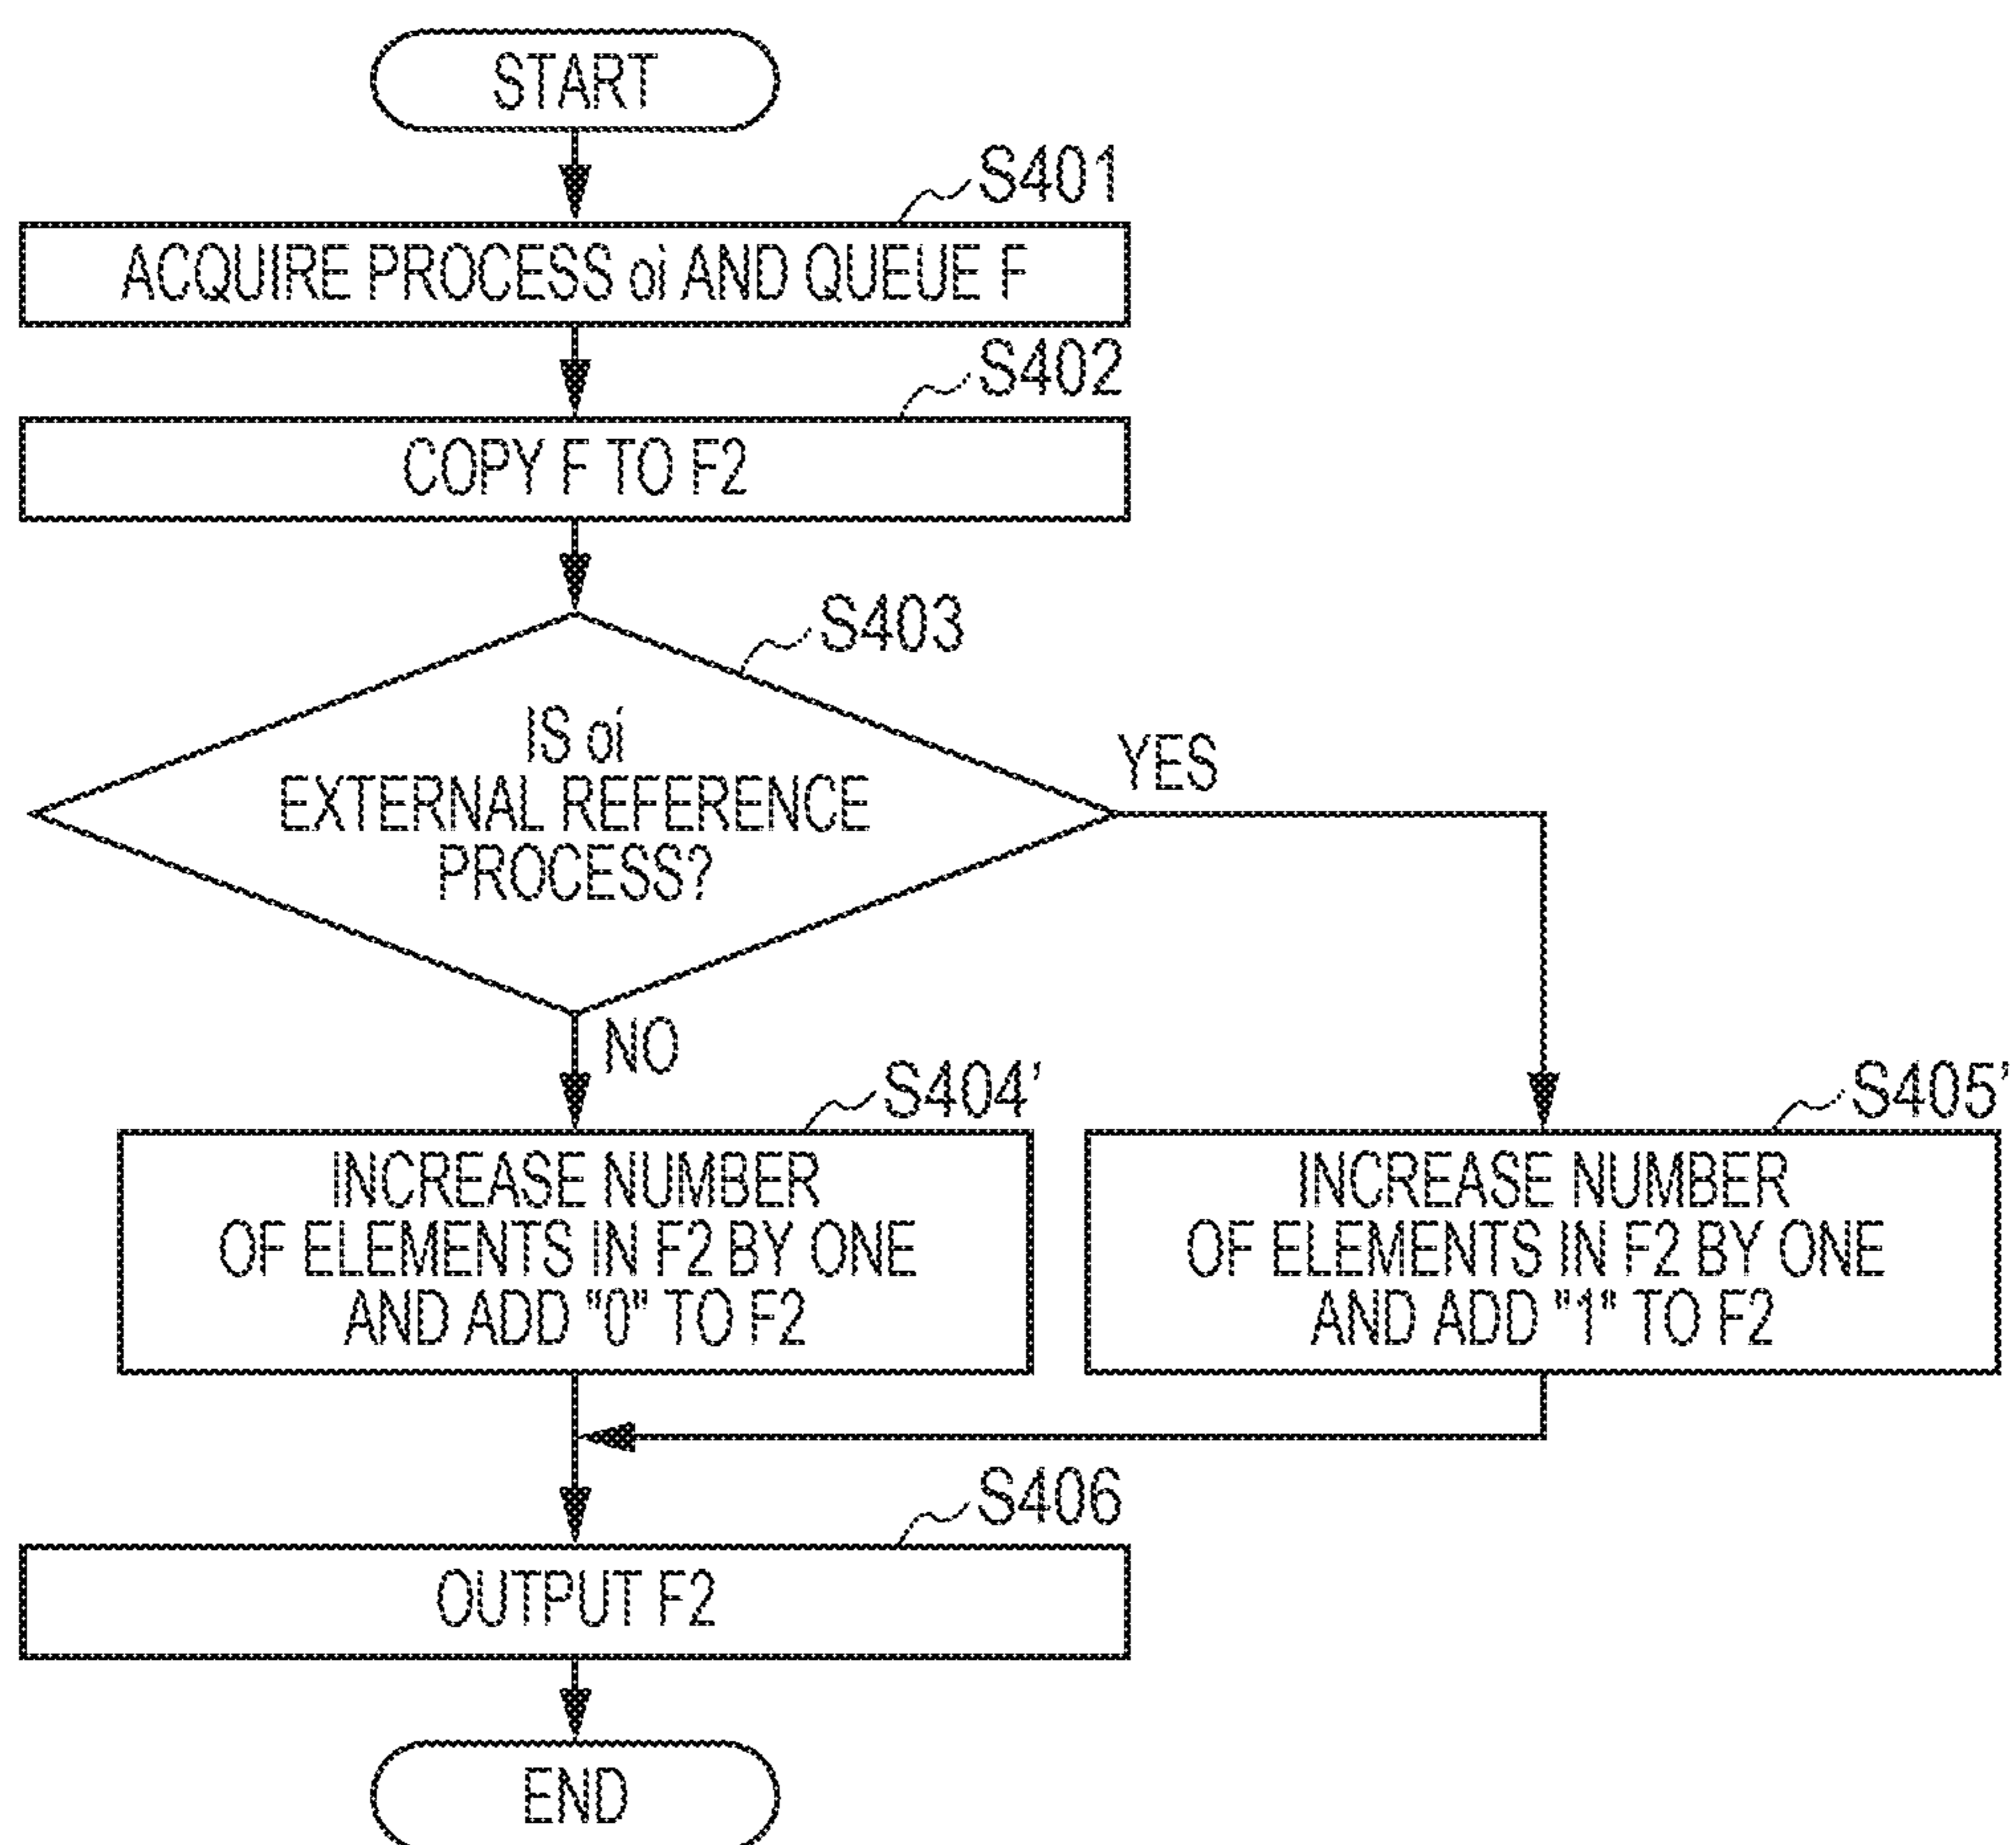 START
S401
ACQUIRE PROCESS oi AND QUEUE F
S402
COPY F TO F2
S403
IS oi
EXTERNAL REFERENCE
PROCESS?
YES
NO
S404'
INCREASE NUMBER
OF ELEMENTS IN F2 BY ONE
AND ADD "0" TO F2
S405'
INCREASE NUMBER
OF ELEMENTS IN F2 BY ONE
AND ADD "1" TO F2
S406
OUTPUT F2
END